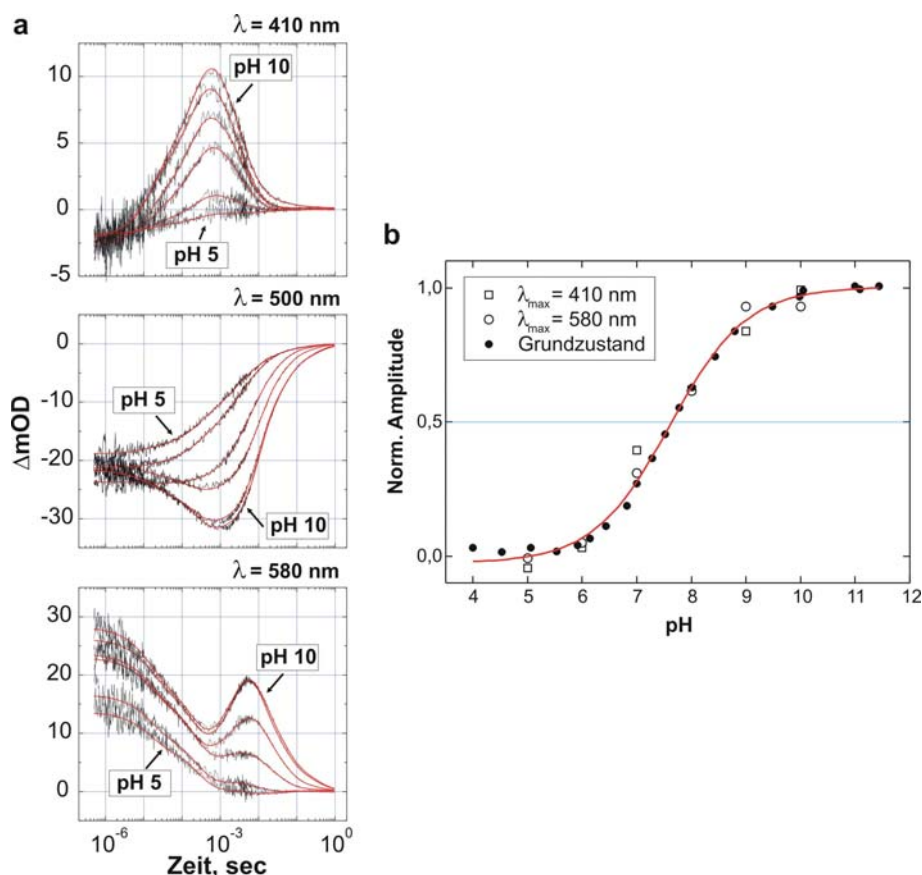 a
λ = 410 nm
10
5
0
-5
pH 10
pH 5
λ = 500 nm
0
-10
-20
-30
ΔmOD
pH 5
pH 10
λ = 580 nm
30
20
10
0
pH 10
pH 5
10⁻⁶ 10⁻³ 10⁰
Zeit, sec
b
□ λmax = 410 nm
○ λmax = 580 nm
● Grundzustand
1,0
0,5
0,0
Norm. Amplitude
4 5 6 7 8 9 10 11 12
pH